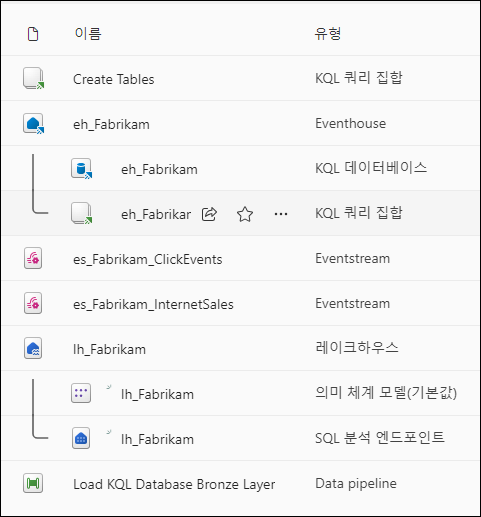 이름 유형
Create Tables KQL 쿼리 집합
eh_Fabrikam Eventhouse
eh_Fabrikam KQL 데이터베이스
eh_Fabrikar KQL 쿼리 집합
es_Fabrikam_ClickEvents Eventstream
es_Fabrikam_InternetSales Eventstream
lh_Fabrikam 레이크하우스
lh_Fabrikam 의미 체계 모델(기본값)
lh_Fabrikam SQL 분석 엔드포인트
Load KQL Database Bronze Layer Data pipeline